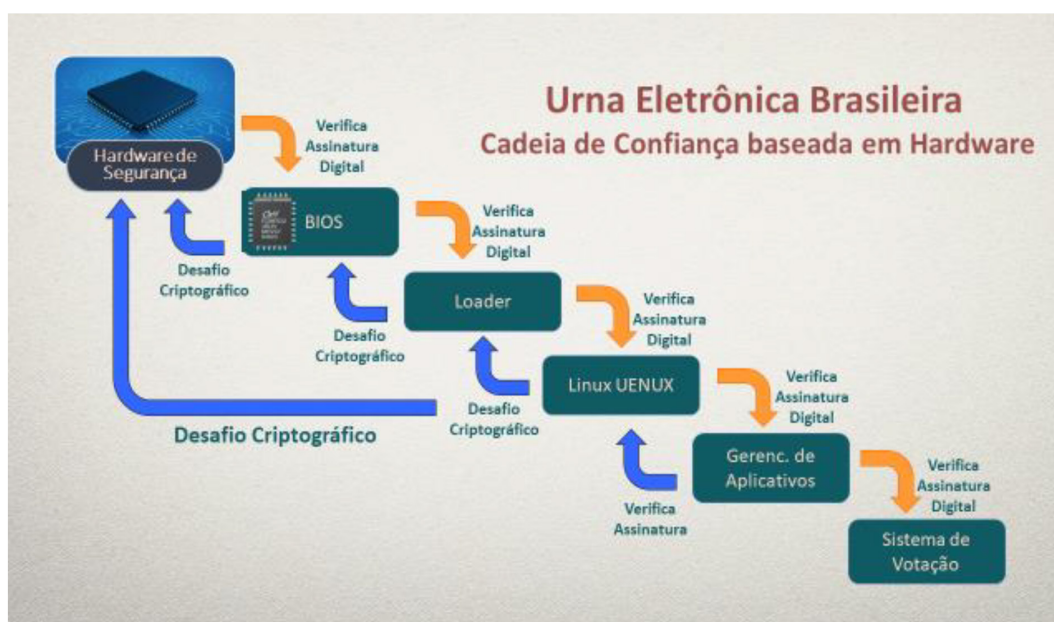 Urna Eletrônica Brasileira
Cadeia de Confiança baseada em Hardware
Hardware de
Segurança
Verifica
Assinatura
Digital
BIOS
Verifica
Assinatura
Digital
Desafio
Criptográfico
Loader
Verifica
Assinatura
Digital
Desafio
Criptográfico
Linux UENUX
Verifica
Assinatura
Digital
Desafio
Criptográfico
Desafio Criptográfico
Gerenc. de
Aplicativos
Verifica
Assinatura
Digital
Verifica
Assinatura
Sistema de
Votação